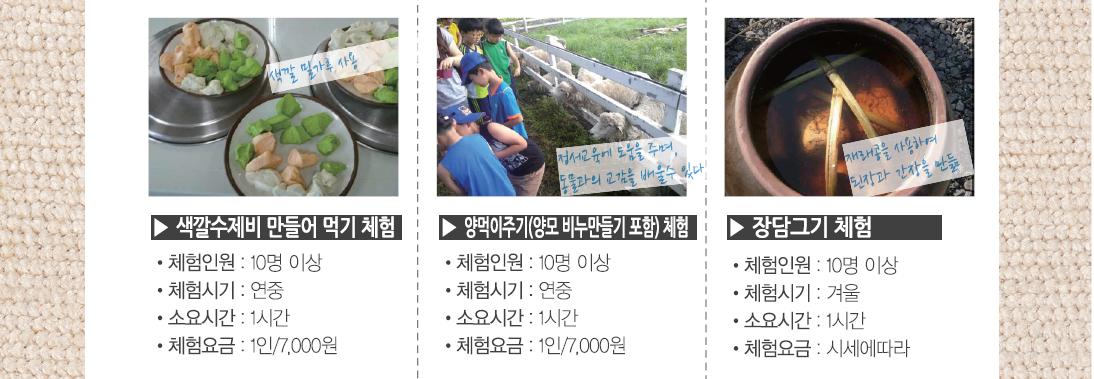 색깔 밀가루 사용
▶ 색깔수제비 만들어 먹기 체험
• 체험인원 : 10명 이상
• 체험시기 : 연중
• 소요시간 : 1시간
• 체험요금 : 1인/7,000원
정서교육에 도움을 주며,
동물과의 교감을 배울수 있다
▶ 양먹이주기(양모 비누만들기 포함) 체험
• 체험인원 : 10명 이상
• 체험시기 : 연중
• 소요시간 : 1시간
• 체험요금 : 1인/7,000원
재래콩을 사용하여
된장과 간장을 만듦
▶ 장담그기 체험
• 체험인원 : 10명 이상
• 체험시기 : 겨울
• 소요시간 : 1시간
• 체험요금 : 시세에따라